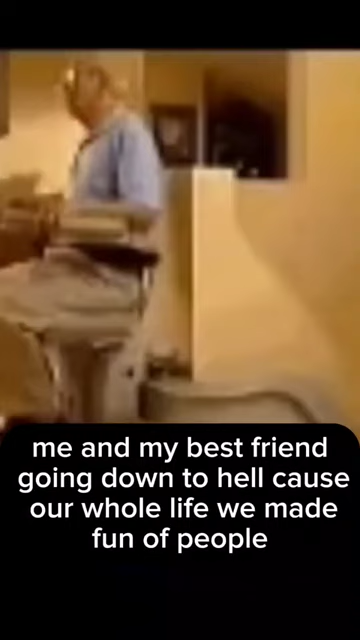 me and my best friend
going down to hell cause
our whole life we made
fun of people